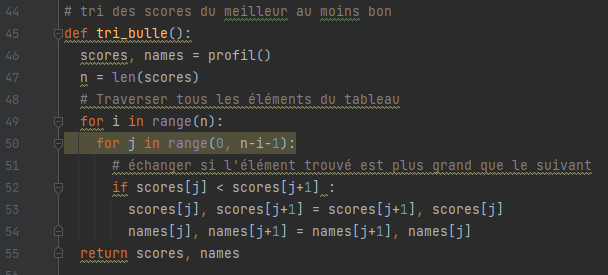 44 # tri des scores du meilleur au moins bon
45 def tri_bulle():
46 scores, names = profil()
47 n = len(scores)
48 # Traverser tous les éléments du tableau
49 for i in range(n):
50 for j in range(0, n-i-1):
51 # échanger si l'élément trouvé est plus grand que le suivant
52 if scores[j] < scores[j+1] :
53 scores[j], scores[j+1] = scores[j+1], scores[j]
54 names[j], names[j+1] = names[j+1], names[j]
55 return scores, names